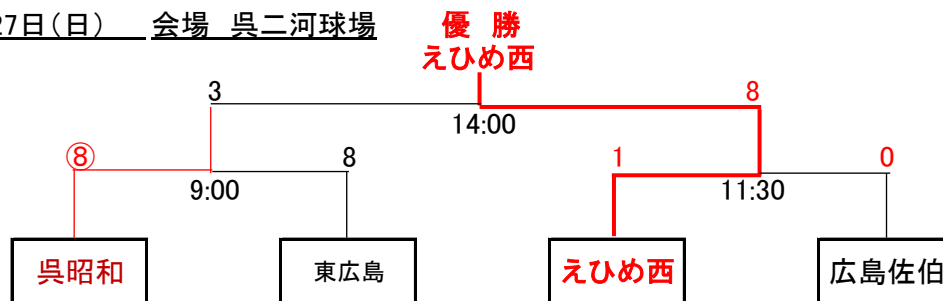 27日(日) 会場 呉二河球場
優 勝
えひめ西
3
8
14:00
⑧
8
1
0
9:00
11:30
呉昭和
東広島
えひめ西
広島佐伯